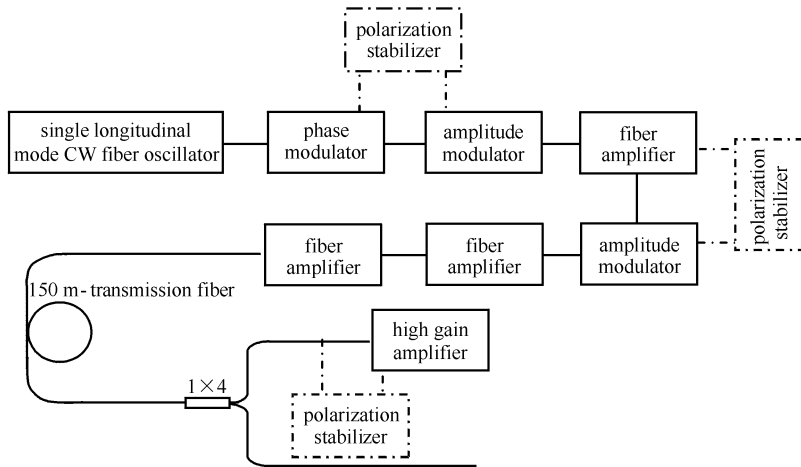 polarization
stabilizer
single longitudinal
mode CW fiber oscillator
phase
modulator
amplitude
modulator
fiber
amplifier
polarization
stabilizer
fiber
amplifier
fiber
amplifier
amplitude
modulator
150 m- transmission fiber
high gain
amplifier
1×4
polarization
stabilizer